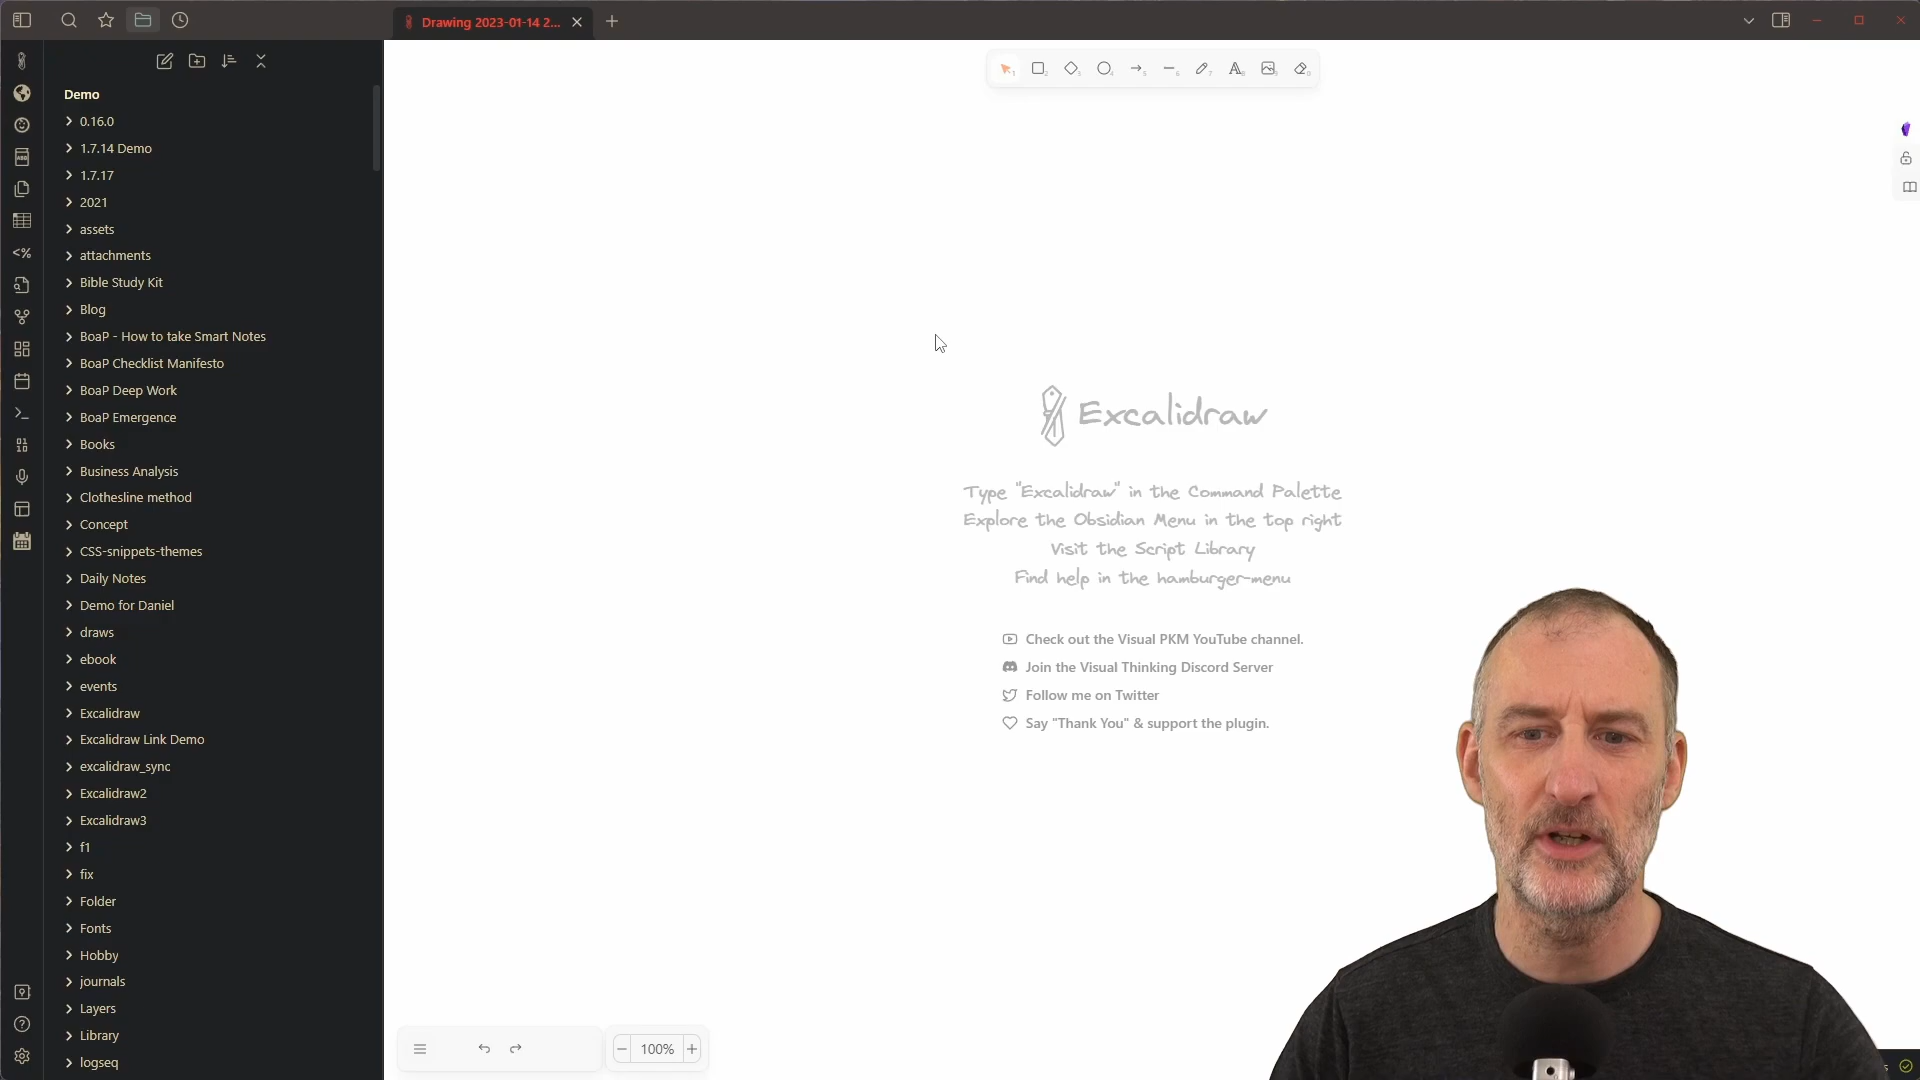 Drawing 2023-01-14 2...
Demo
0.16.0
1.7.14 Demo
1.7.17
2021
assets
attachments
Bible Study Kit
Blog
BoaP - How to take Smart Notes
BoaP Checklist Manifesto
BoaP Deep Work
BoaP Emergence
Books
Business Analysis
Clothesline method
Concept
CSS-snippets-themes
Daily Notes
Demo for Daniel
draws
ebook
events
Excalidraw
Excalidraw Link Demo
excalidraw_sync
Excalidraw2
Excalidraw3
f1
fix
Folder
Fonts
Hobby
journals
Layers
Library
logseq
Excalidraw
Type "Excalidraw" in the Command Palette
Explore the Obsidian Menu in the top right
Visit the Script Library
Find help in the hamburger-menu
Check out the Visual PKM YouTube channel.
Join the Visual Thinking Discord Server
Follow me on Twitter
Say "Thank You" & support the plugin.
100%